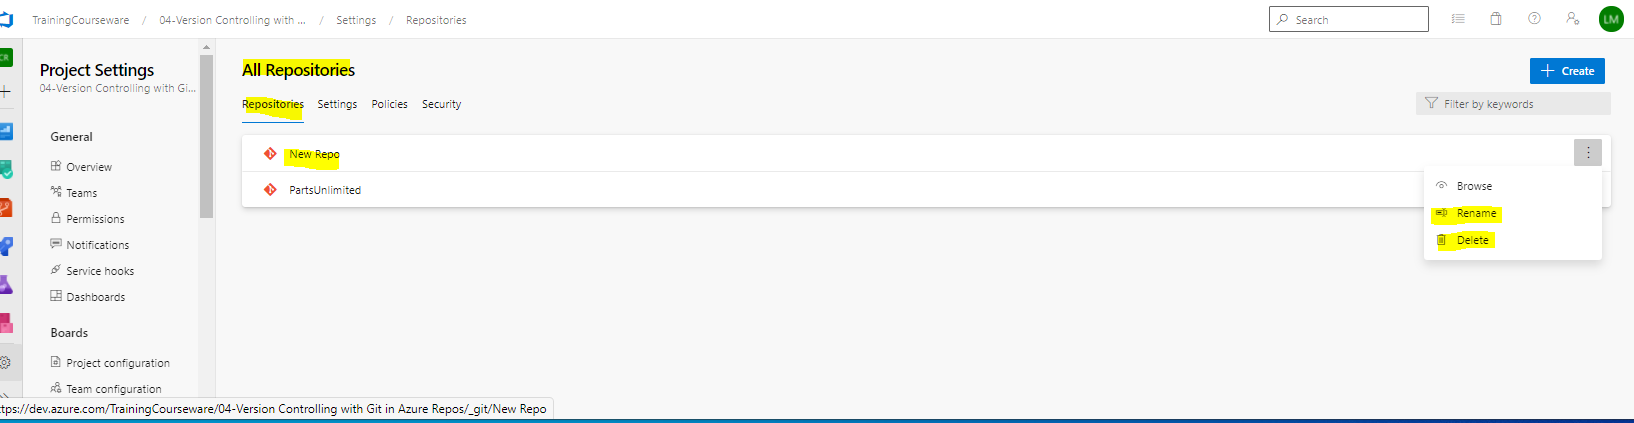 TrainingCourseware / 04-Version Controlling with ... / Settings / Repositories
Search
LM
CR
Project Settings
04-Version Controlling with Gi...
General
Overview
Teams
Permissions
Notifications
Service hooks
Dashboards
Boards
Project configuration
Team configuration
All Repositories
Create
Repositories Settings Policies Security
Filter by keywords
New Repo
PartsUnlimited
Browse
Rename
Delete
ttps://dev.azure.com/TrainingCourseware/04-Version Controlling with Git in Azure Repos/_git/New Repo